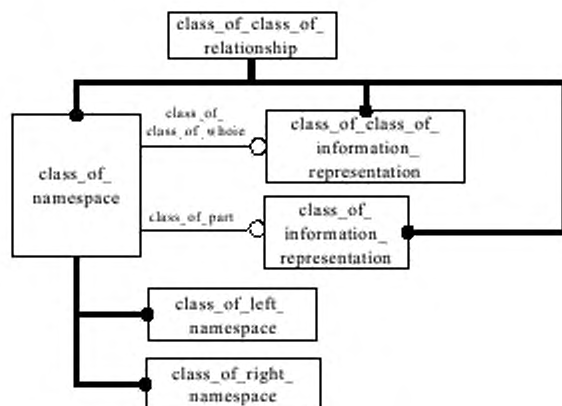 class_of_class_of_
relationship
class_of_
class_of_whole
class_of_class_of_
information_
representation
class_of_
namespace
class_of_part
class_of_
information_
representation
class_of_left_
namespace
class_of_right_
namespace